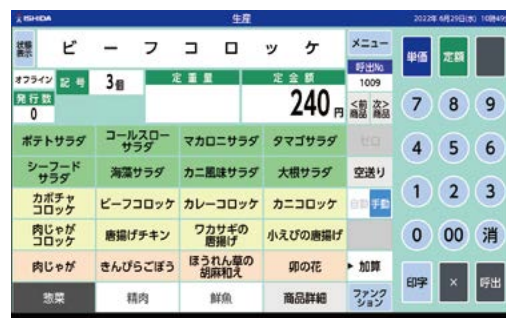 ISHIDA 生産 2022年 6月29日(水) 10時49分
状態表示 ビーフコロッケ メニュー 単価 定額
オフライン 記号 3個 定重量 定金額 呼出No.
発行数 240円 1009
0 <前商品 次>商品 7 8 9
ポテトサラダ コールスローサラダ マカロニサラダ タマゴサラダ ゼロ 4 5 6
シーフードサラダ 海藻サラダ カニ風味サラダ 大根サラダ 空送り
カボチャコロッケ ビーフコロッケ カレーコロッケ カニコロッケ 自動 手動 1 2 3
肉じゃがコロッケ 唐揚げチキン ワカサギの唐揚げ 小えびの唐揚げ 0 00 消
肉じゃが きんぴらごぼう ほうれん草の胡麻和え 卯の花 ▶ 加算
惣菜 精肉 鮮魚 商品詳細 ファンクション 印字 × 呼出